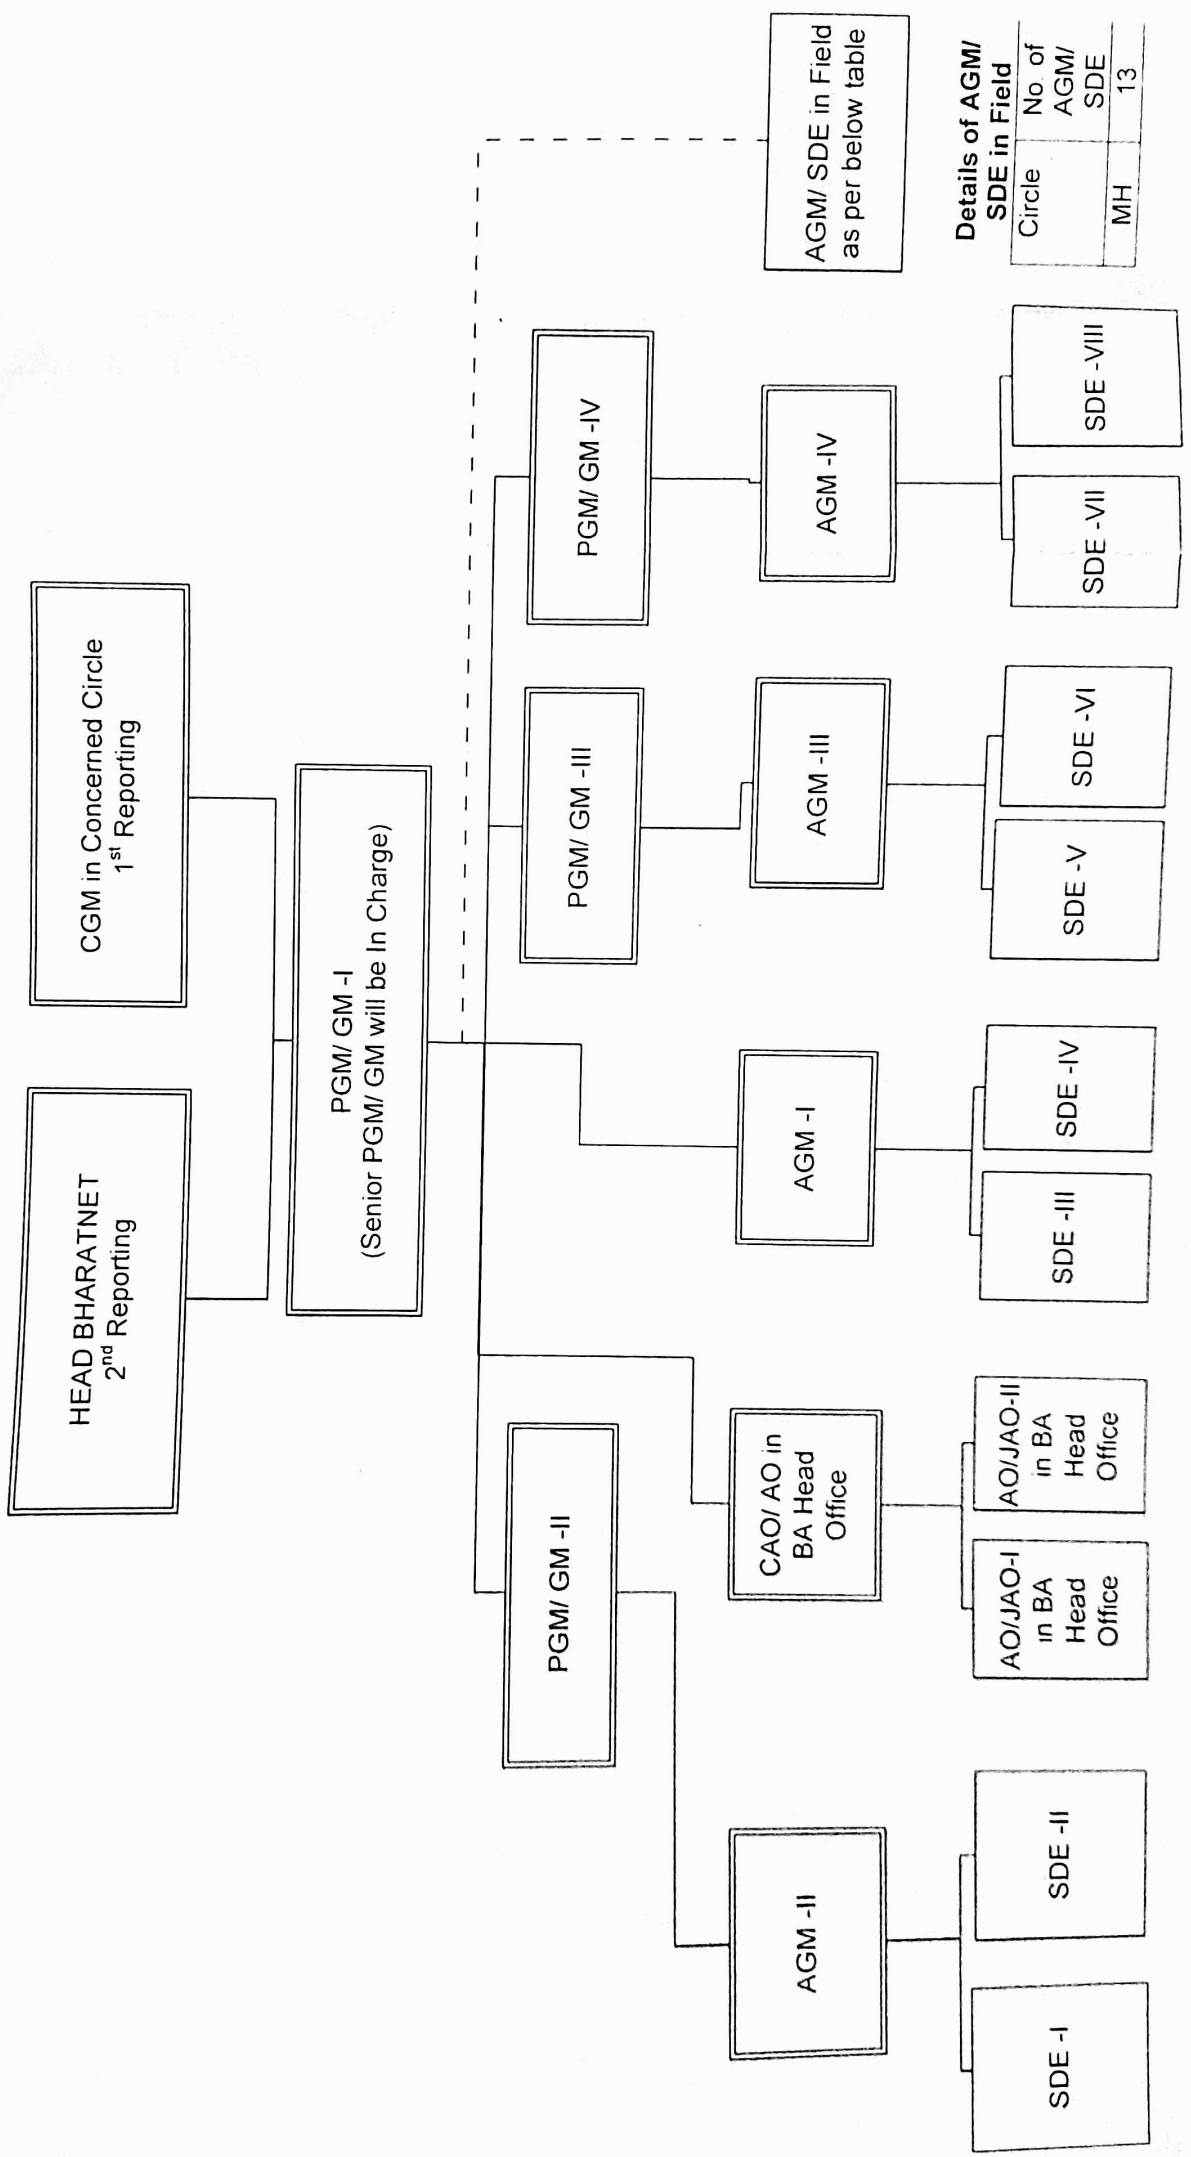 HEAD BHARATNET
2nd Reporting
CGM in Concerned Circle
1st Reporting
PGM/ GM -I
(Senior PGM/ GM will be In Charge)
PGM/ GM -II
PGM/ GM -III
PGM/ GM -IV
AGM -II
CAO/ AO in
BA Head
Office
AGM -I
AGM -III
AGM -IV
AGM/ SDE in Field
as per below table
SDE -I
SDE -II
AO/JAO-I
in BA
Head
Office
AO/JAO-II
in BA
Head
Office
SDE -III
SDE -IV
SDE -V
SDE -VI
SDE -VII
SDE -VIII
Details of AGM/
SDE in Field
Circle
No. of
AGM/
SDE
MH
13